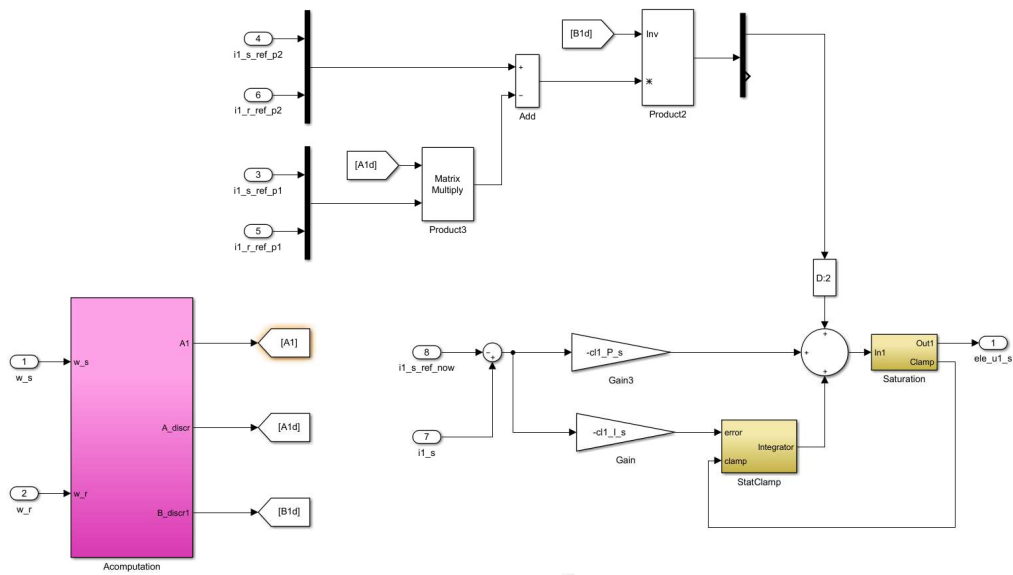 4
i1_s_ref_p2
6
i1_r_ref_p2
[B1d]
Inv
Product2
+
−
Add
3
i1_s_ref_p1
5
i1_r_ref_p1
[A1d]
Matrix
Multiply
Product3
D:2
1
w_s
2
w_r
w_s
w_r
A1
A_discr
B_discr1
Acomputation
[A1]
[A1d]
[B1d]
8
i1_s_ref_now
7
i1_s
−
+
-cl1_P_s
Gain3
-cl1_I_s
Gain
error
clamp
Integrator
StatClamp
+
+
+
In1
Out1
Clamp
Saturation
1
ele_u1_s